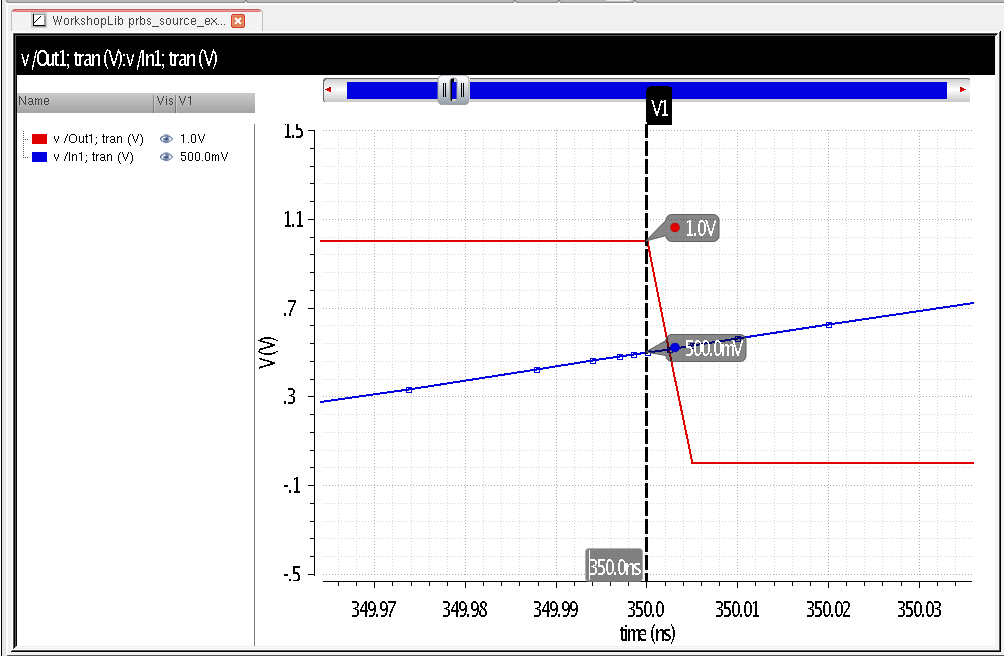 WorkshopLib prbs_source_ex...
v /Out1; tran (V):v /In1; tran (V)
Name Vis V1
v /Out1; tran (V) 1.0V
v /In1; tran (V) 500.0mV
V1
1.5
1.1
.7
.3
-.1
-.5
V (V)
1.0V
500.0mV
350.0ns
349.97 349.98 349.99 350.0 350.01 350.02 350.03
time (ns)